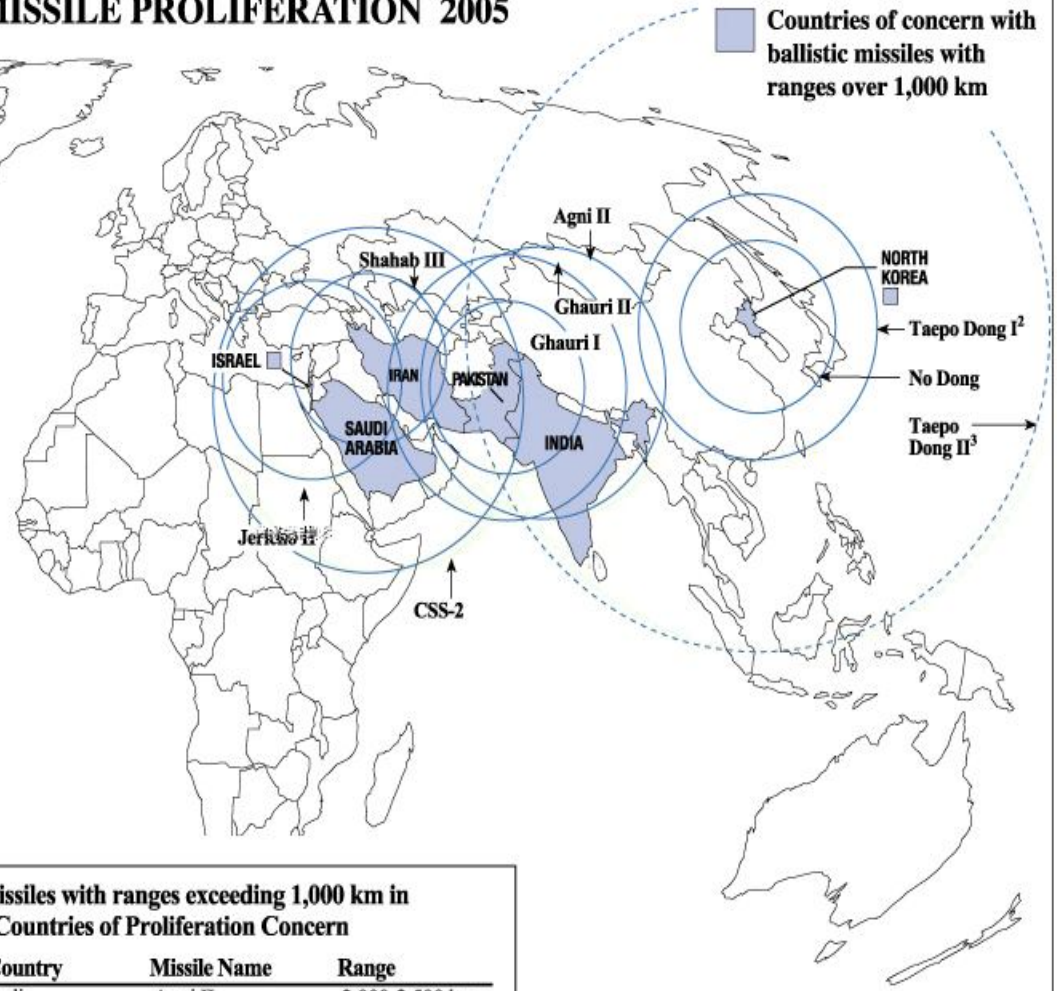 MISSILE PROLIFERATION 2005
Countries of concern with
ballistic missiles with
ranges over 1,000 km
Agni II
Shahab III
NORTH
KOREA
Ghauri II
Taepo Dong I²
Ghauri I
ISRAEL
IRAN
PAKISTAN
No Dong
SAUDI
ARABIA
INDIA
Taepo
Dong II³
CSS-2
issiles with ranges exceeding 1,000 km in
Countries of Proliferation Concern
Country
Missile Name
Range